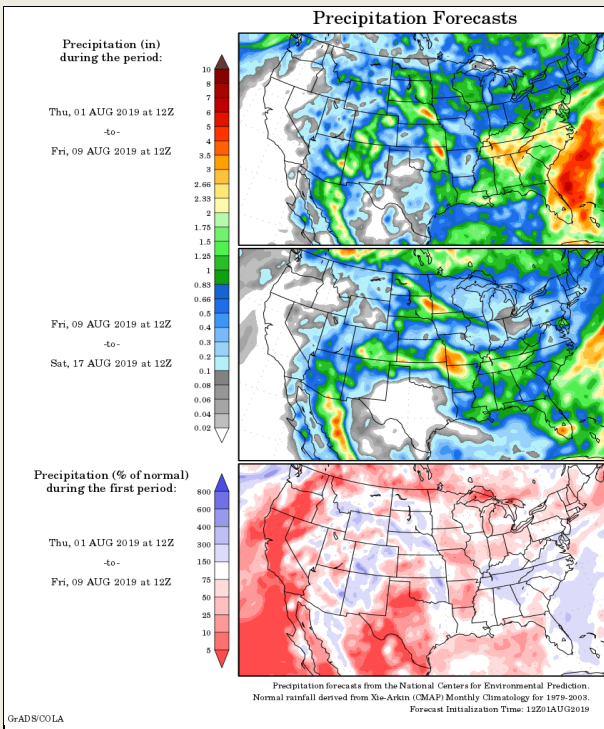 Precipitation Forecasts
Precipitation (in)
during the period:
Thu, 01 AUG 2019 at 12Z
-to-
Fri, 09 AUG 2019 at 12Z
10
8
7
6
5
4
3.5
3
2.66
2.33
2
1.75
1.5
1.25
1
0.83
0.66
0.5
0.4
0.3
0.2
0.1
0.08
0.06
0.04
0.02
Fri, 09 AUG 2019 at 12Z
-to-
Sat, 17 AUG 2019 at 12Z
Precipitation (% of normal)
during the first period:
Thu, 01 AUG 2019 at 12Z
-to-
Fri, 09 AUG 2019 at 12Z
800
600
400
300
150
75
50
25
10
5
Precipitation forecasts from the National Centers for Environmental Prediction.
Normal rainfall derived from Xie-Arkin (CMAP) Monthly Climatology for 1979-2003.
Forecast Initialization Time: 12Z01AUG2019
GrADS/COLA